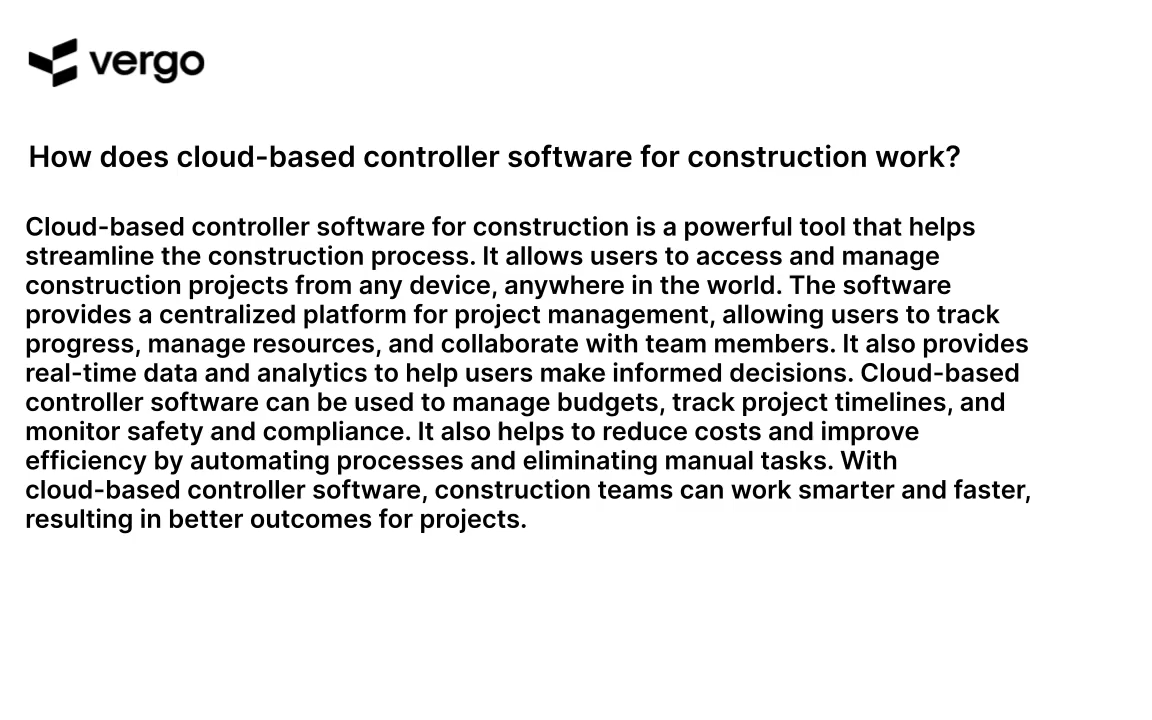 vergo
How does cloud-based controller software for construction work?
Cloud-based controller software for construction is a powerful tool that helps
streamline the construction process. It allows users to access and manage
construction projects from any device, anywhere in the world. The software
provides a centralized platform for project management, allowing users to track
progress, manage resources, and collaborate with team members. It also provides
real-time data and analytics to help users make informed decisions. Cloud-based
controller software can be used to manage budgets, track project timelines, and
monitor safety and compliance. It also helps to reduce costs and improve
efficiency by automating processes and eliminating manual tasks. With
cloud-based controller software, construction teams can work smarter and faster,
resulting in better outcomes for projects.